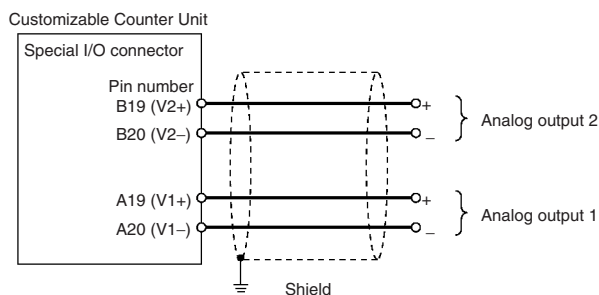 Customizable Counter Unit
Special I/O connector
Pin number
B19 (V2+)
+
Analog output 2
B20 (V2−)
−
A19 (V1+)
+
Analog output 1
A20 (V1−)
−
Shield